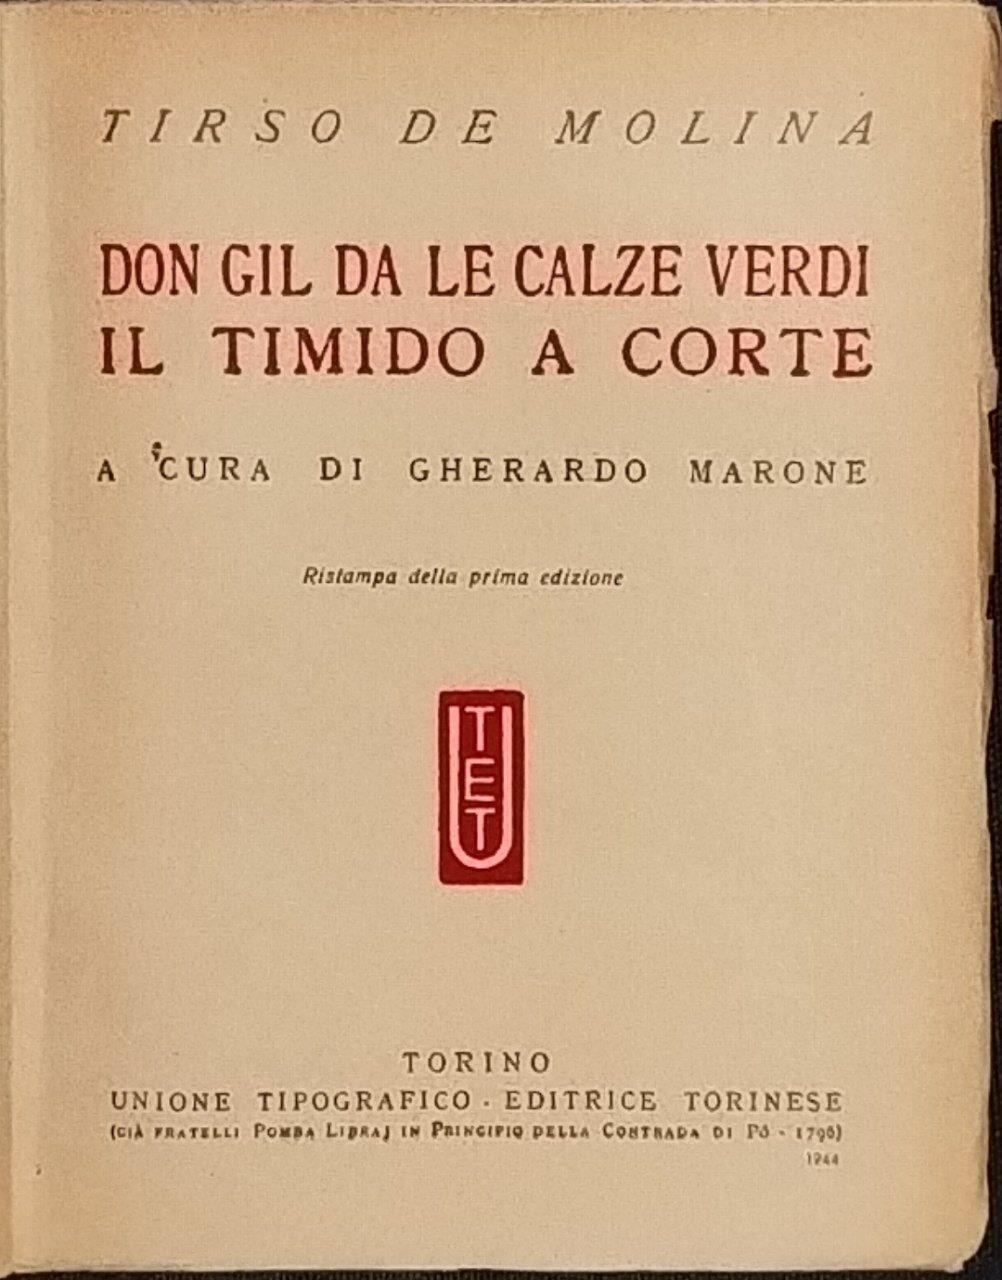 TIRSO DE MOLINA
DON GIL DA LE CALZE VERDI
IL TIMIDO A CORTE
A CURA DI GHERARDO MARONE
Ristampa della prima edizione
UTET
TORINO
UNIONE TIPOGRAFICO - EDITRICE TORINESE
(GIÀ FRATELLI POMBA LIBRAJ IN PRINCIPIO DELLA CONTRADA DI PÒ - 1796)
1944